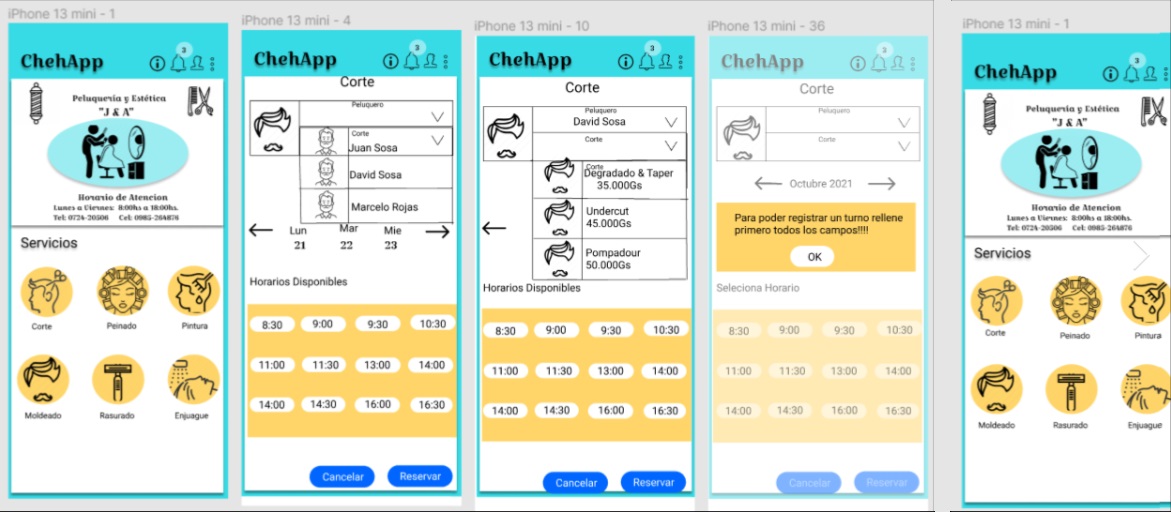 iPhone 13 mini - 1
ChehApp
3
Peluquería y Estética
"J & A"
Horario de Atencion
Lunes a Viernes: 8:00hs a 18:00hs.
Tel: 0724-20506 Cel: 0985-264876
Servicios
Corte
Peinado
Pintura
Moldeado
Rasurado
Enjuague
iPhone 13 mini - 4
ChehApp
3
Corte
Peluquero
Corte
Juan Sosa
David Sosa
Marcelo Rojas
Lun Mar Mie
21 22 23
Horarios Disponibles
8:30 9:00 9:30 10:30
11:00 11:30 13:00 14:00
14:00 14:30 16:00 16:30
Cancelar Reservar
iPhone 13 mini - 10
ChehApp
3
Corte
Peluquero
David Sosa
Corte
Corte
Degradado & Taper
35.000Gs
Undercut
45.000Gs
Pompadour
50.000Gs
Horarios Disponibles
8:30 9:00 9:30 10:30
11:00 11:30 13:00 14:00
14:00 14:30 16:00 16:30
Cancelar Reservar
iPhone 13 mini - 36
ChehApp
3
Corte
Peluquero
Corte
Octubre 2021
Para poder registrar un turno rellene
primero todos los campos!!!!
OK
Seleciona Horario
8:30 9:00 9:30 10:30
11:00 11:30 13:00 14:00
14:00 14:30 16:00 16:30
Cancelar Reservar
iPhone 13 mini - 1
ChehApp
3
Peluquería y Estética
"J & A"
Horario de Atencion
Lunes a Viernes: 8:00hs a 18:00hs.
Tel: 0724-20506 Cel: 0985-264876
Servicios
Corte
Peinado
Pintura
Moldeado
Rasurado
Enjuague